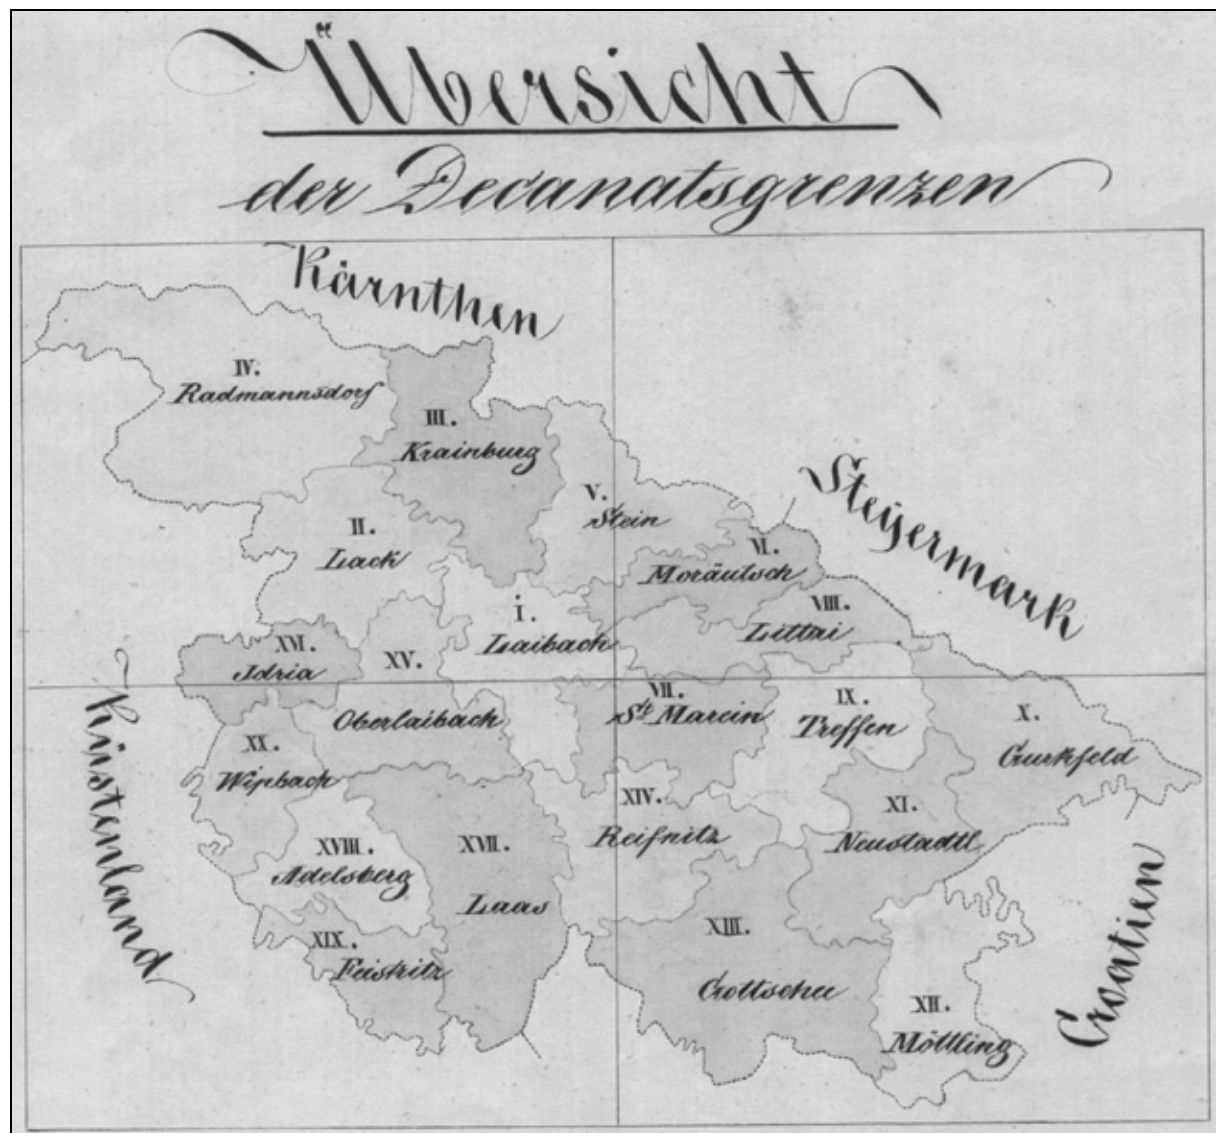 Übersicht
der Decanatsgrenzen
Kärnthen
IV.
Radmannsdorf
III.
Krainburg
Steyermark
V.
Stein
II.
Lack
VI.
Moräutsch
I.
Laibach
VIII.
Littai
XVI.
Idria
XV.
Oberlaibach
VII.
St. Marein
IX.
Treffen
X.
Gurkfeld
Küstenland
XX.
Wipbach
XIV.
Reifnitz
XI.
Neustadtl
XVIII.
Adelsberg
XVII.
Laas
XIX.
Feistritz
XIII.
Gottschee
XII.
Möttling
Croatien